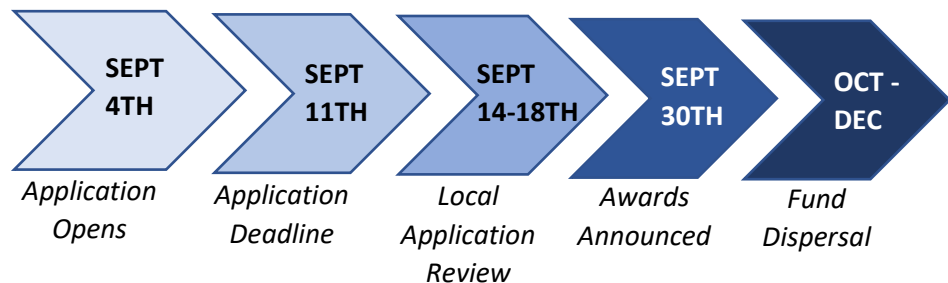 SEPT
4TH
SEPT
11TH
SEPT
14-18TH
SEPT
30TH
OCT -
DEC
Application
Opens
Application
Deadline
Local
Application
Review
Awards
Announced
Fund
Dispersal